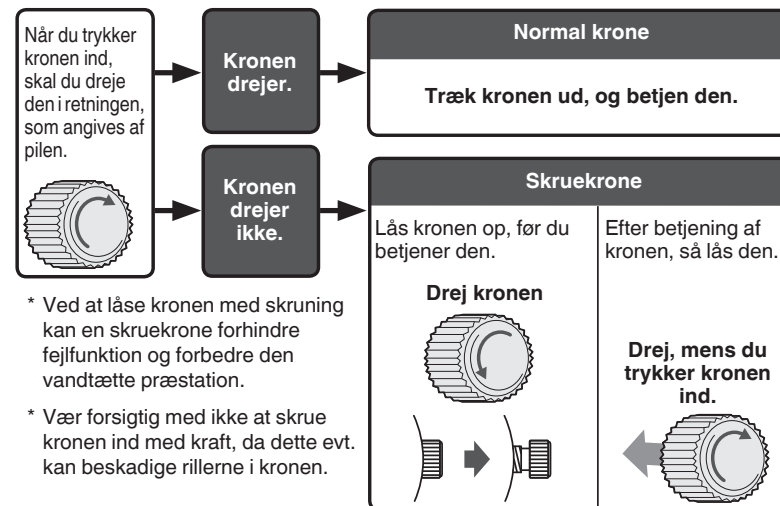 Når du trykker
kronen ind,
skal du dreje
den i retningen,
som angives af
pilen.
Kronen
drejer.
Normal krone
Træk kronen ud, og betjen den.
Kronen
drejer
ikke.
Skruekrone
Lås kronen op, før du
betjener den.
Drej kronen
Efter betjening af
kronen, så lås den.
Drej, mens du
trykker kronen
ind.
* Ved at låse kronen med skruning
kan en skruekrone forhindre
fejlfunktion og forbedre den
vandtætte præstation.
* Vær forsigtig med ikke at skrue
kronen ind med kraft, da dette evt.
kan beskadige rillerne i kronen.